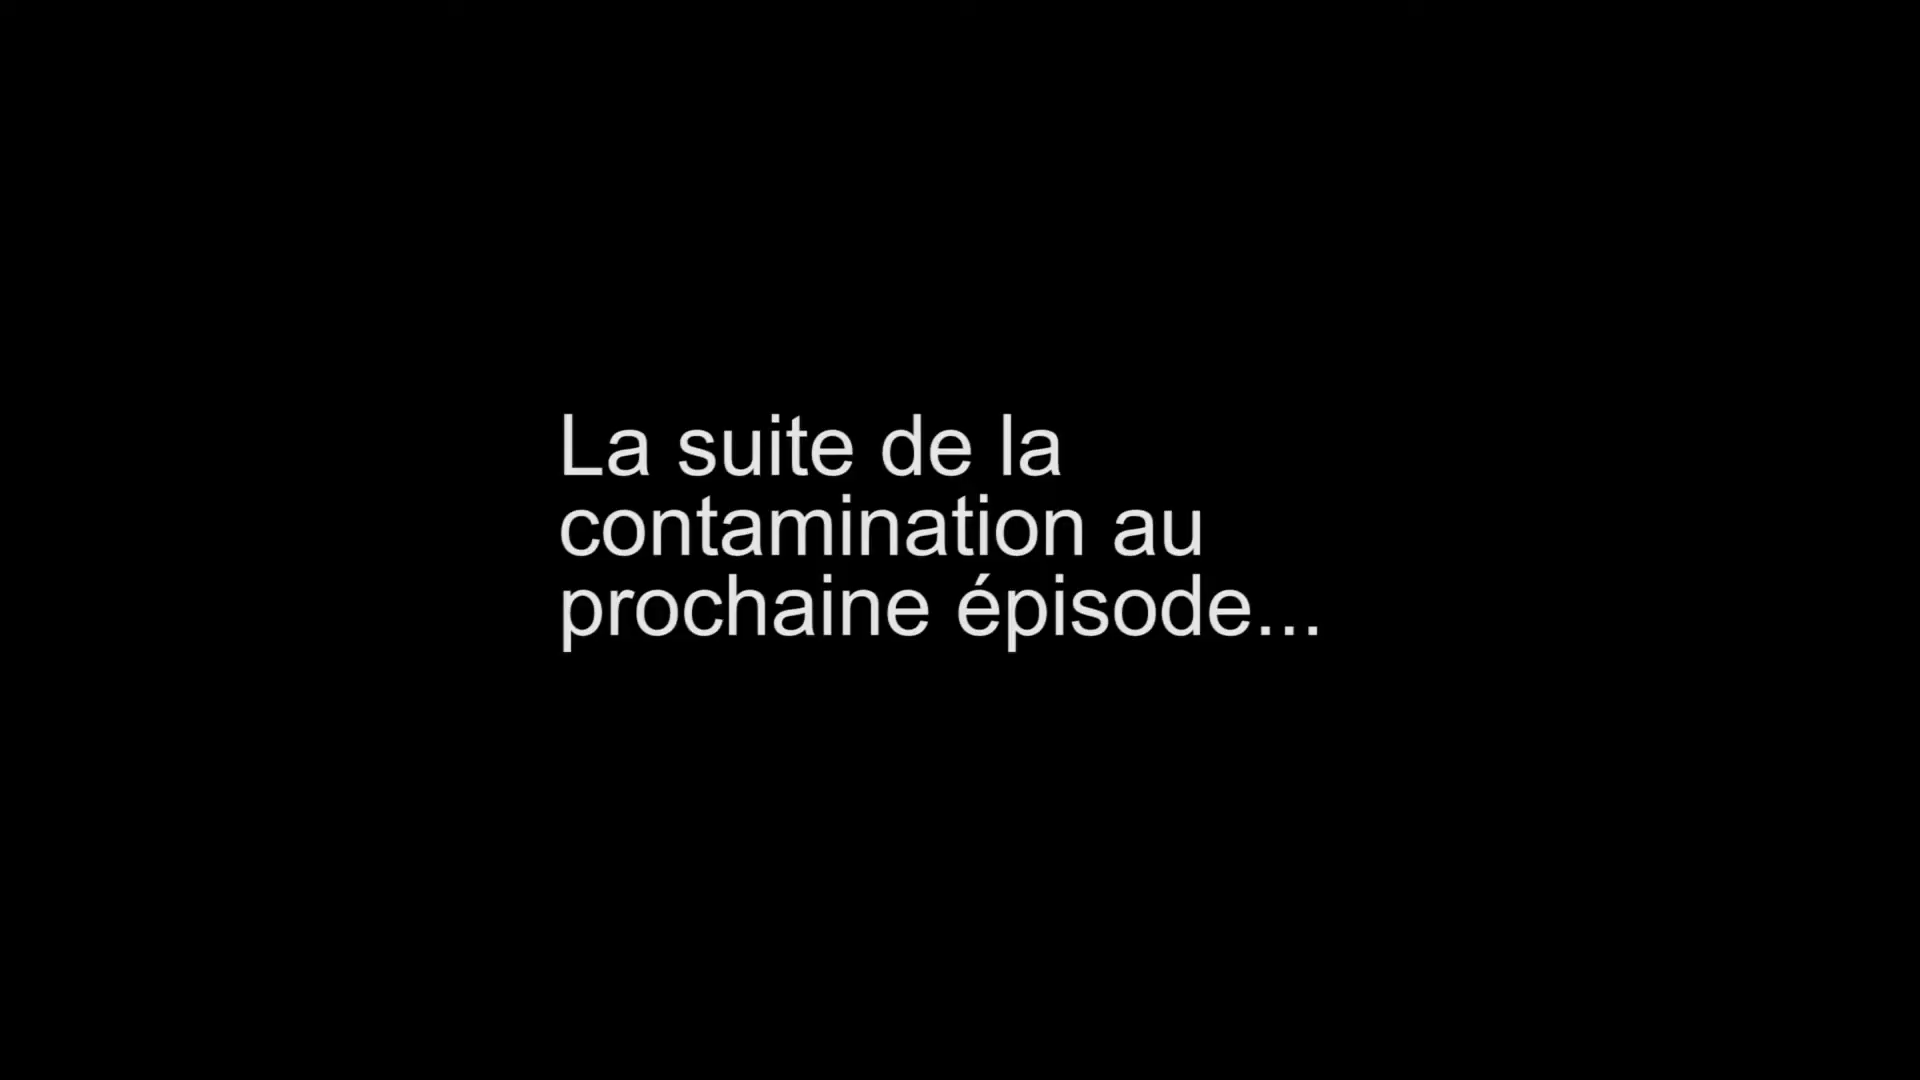 La suite de la
contamination au
prochaine épisode...